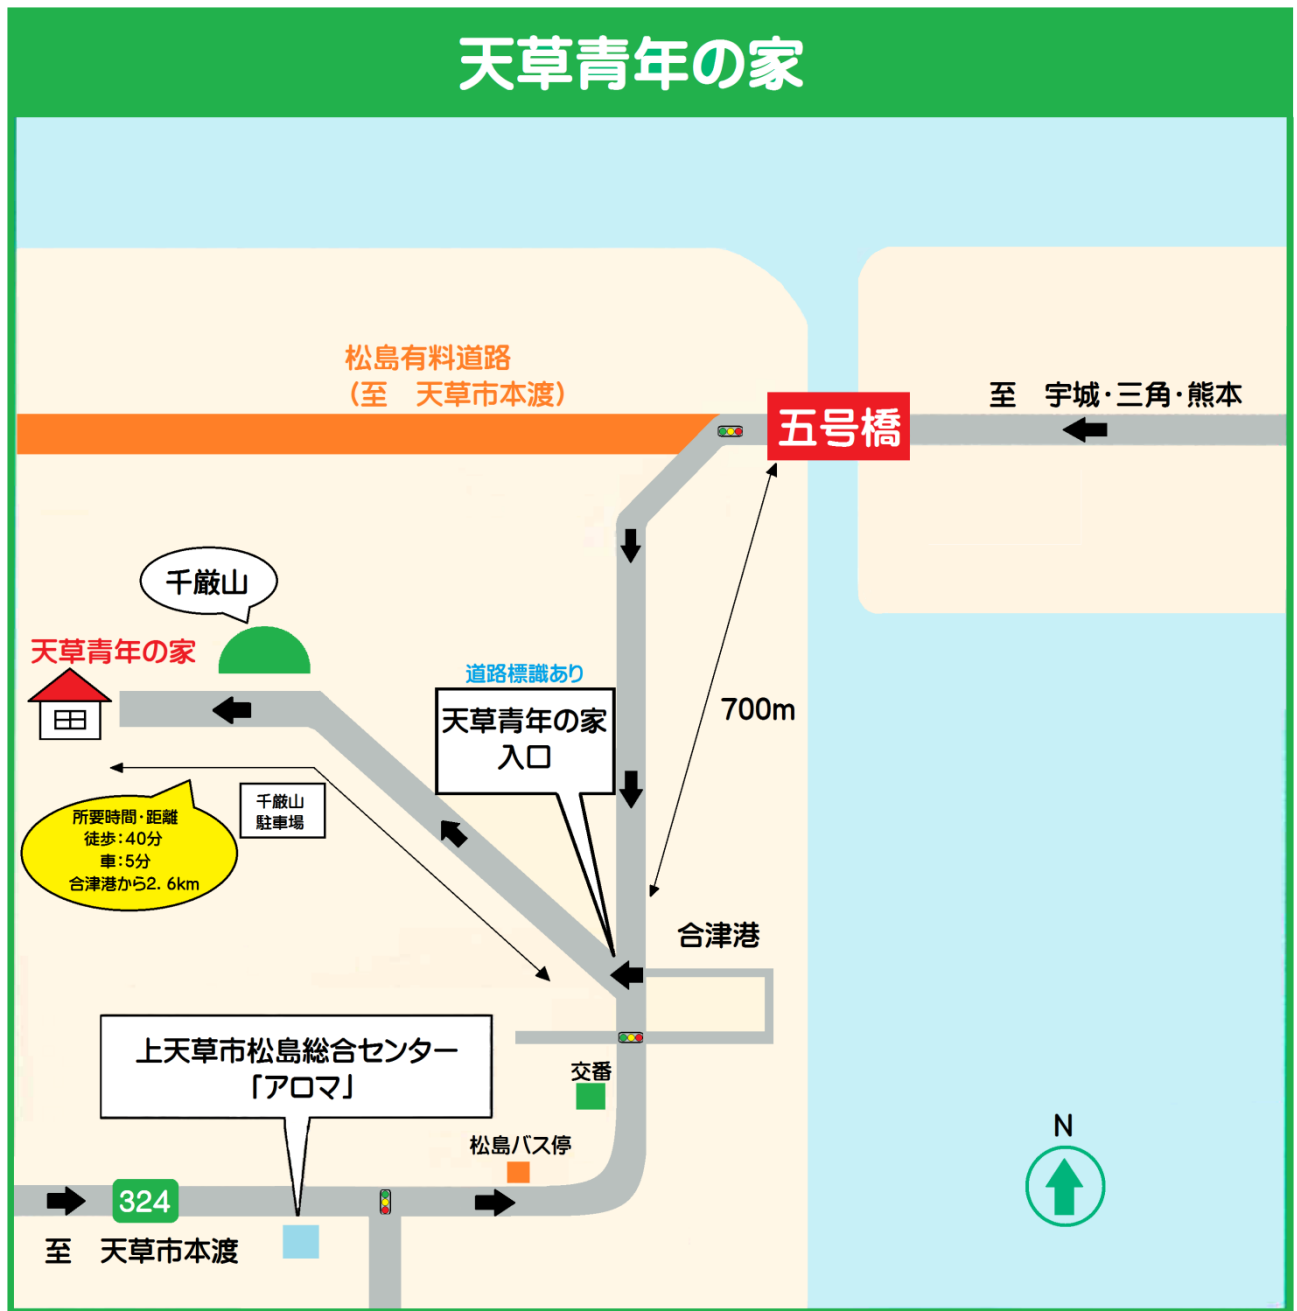 天草青年の家
松島有料道路
(至　天草市本渡)
至　宇城・三角・熊本
五号橋
千厳山
天草青年の家
道路標識あり
天草青年の家
入口
700m
千厳山
駐車場
所要時間・距離
徒歩：40分
車：5分
合津港から2. 6km
合津港
上天草市松島総合センター
「アロマ」
交番
松島バス停
N
324
至　天草市本渡